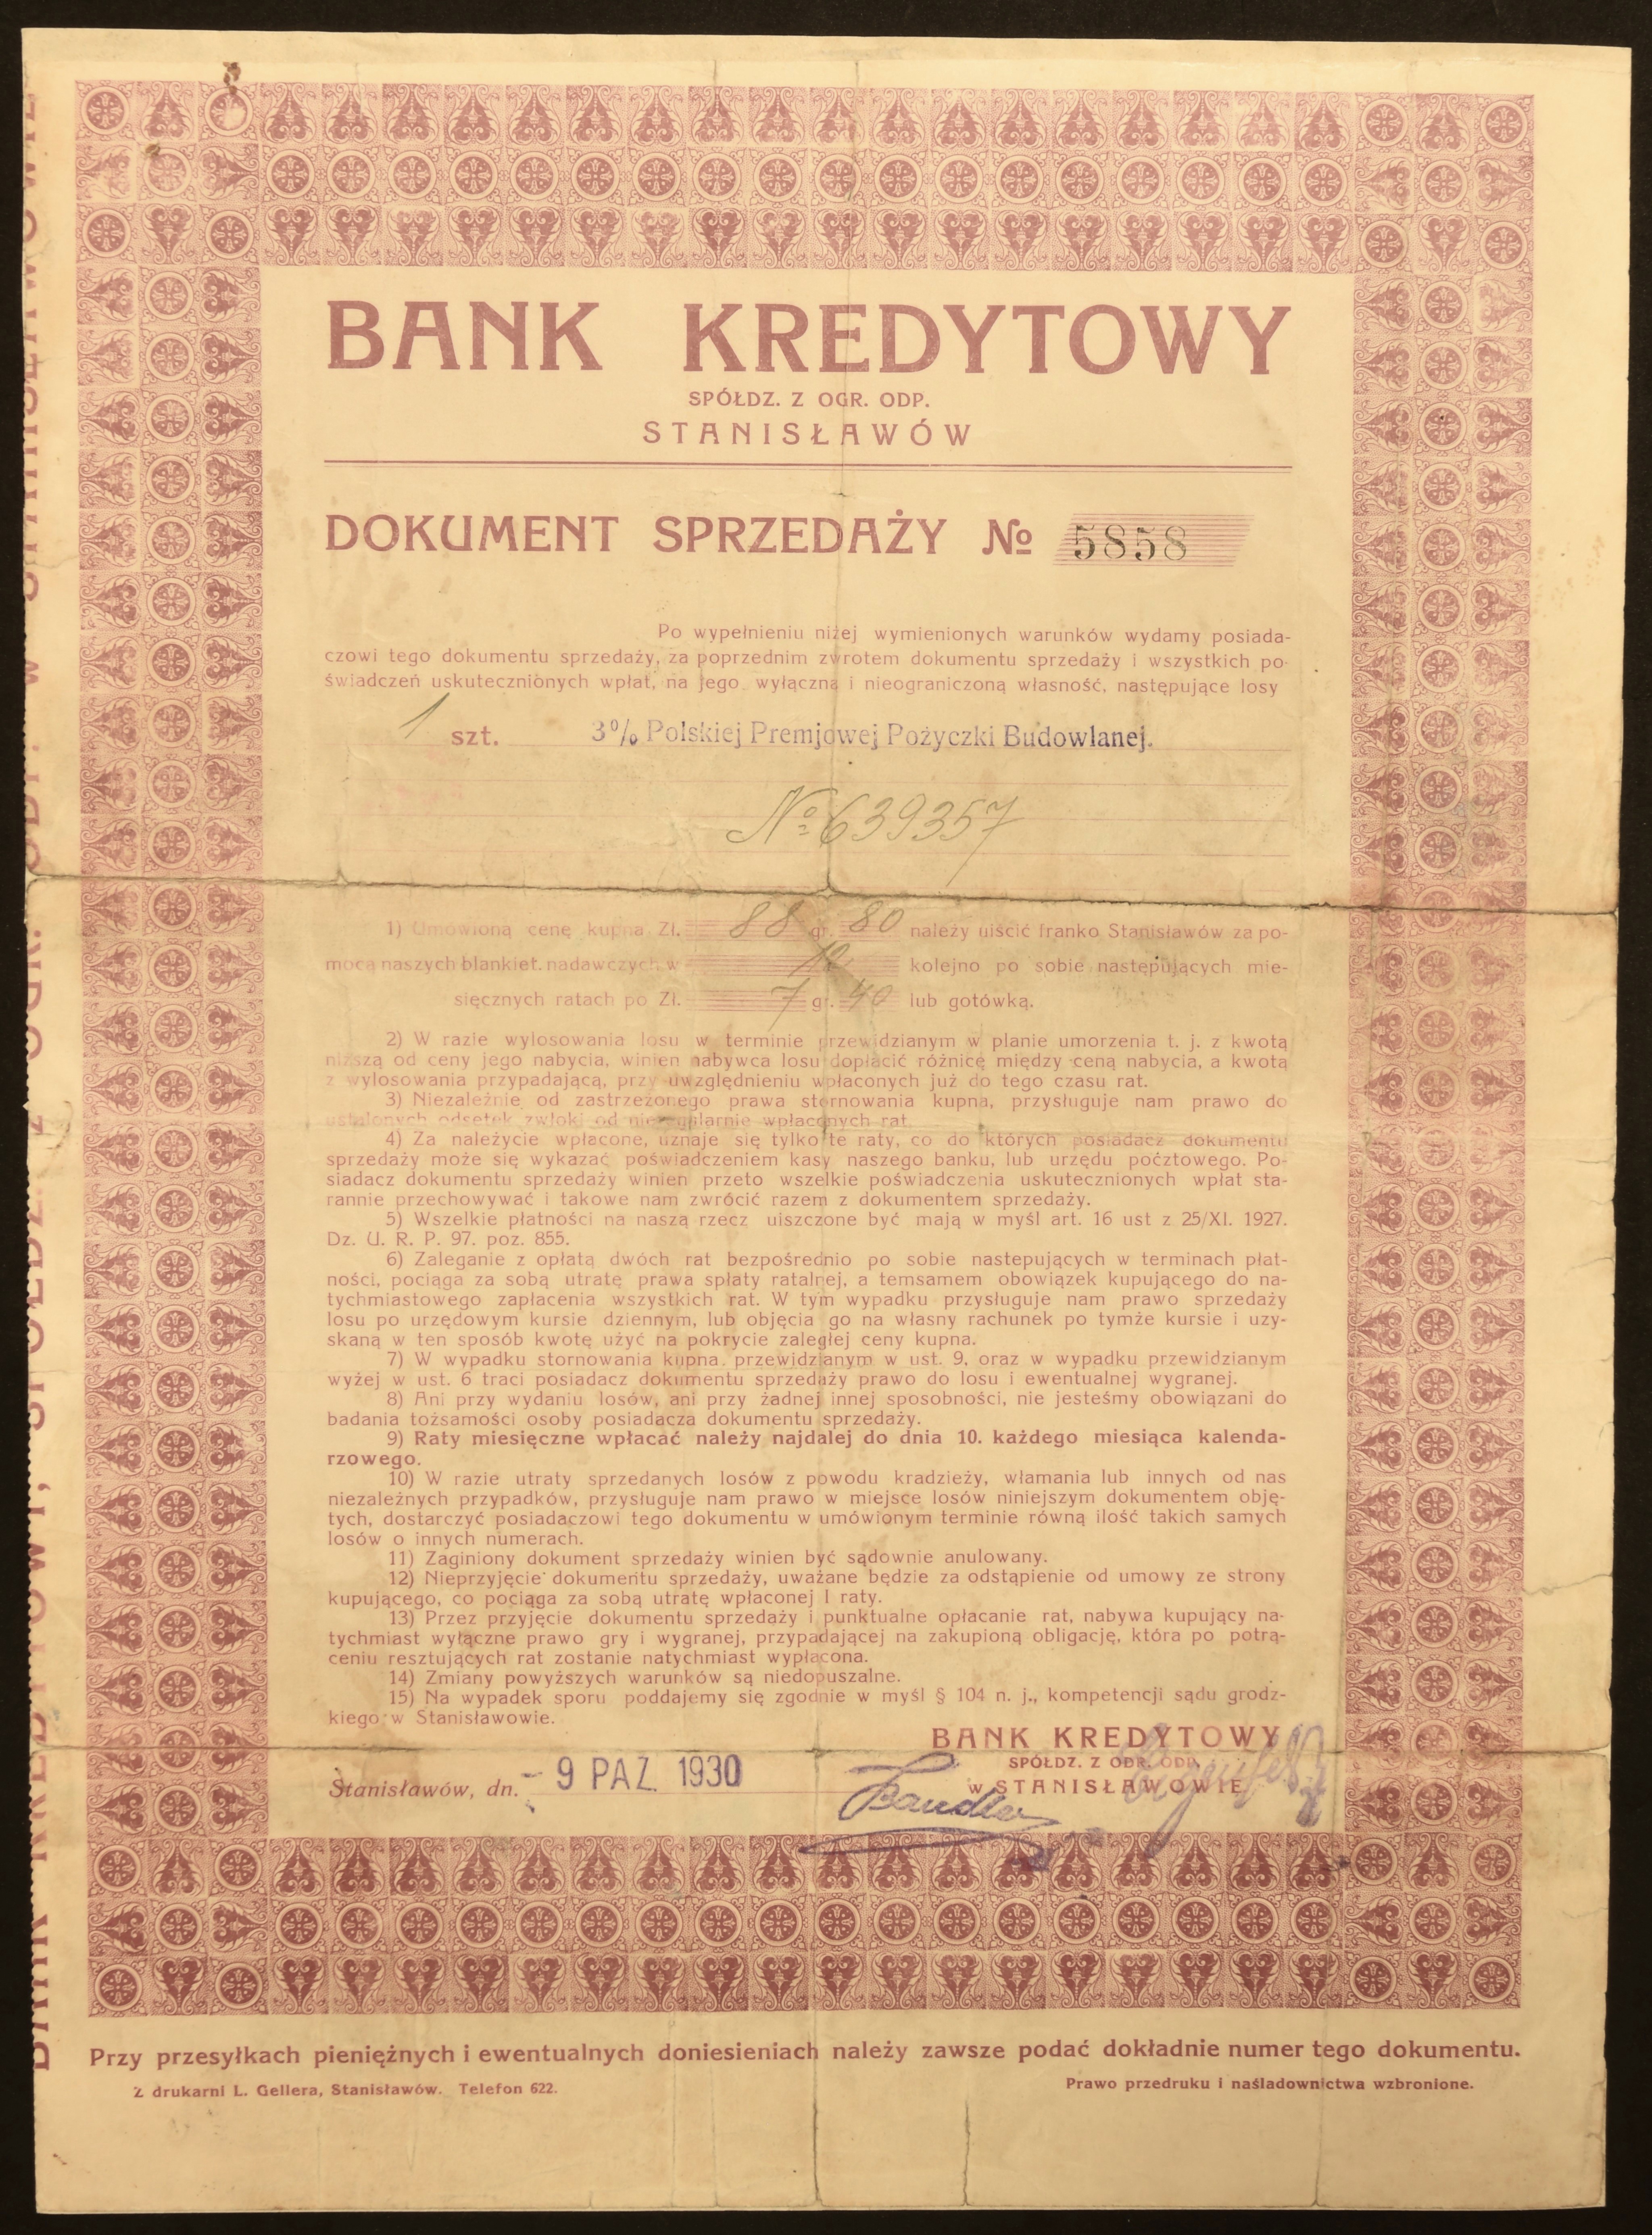 BANK KREDYTOWY
SPÓŁDZ. Z OGR. ODP.
STANISŁAWÓW
DOKUMENT SPRZEDAŻY № 5858
Po wypełnieniu niżej wymienionych warunków wydamy posiada-
czowi tego dokumentu sprzedaży, za poprzednim zwrotem dokumentu sprzedaży i wszystkich po-
świadczeń uskutecznionych wpłat, na jego wyłączną i nieograniczoną własność, następujące losy
1 szt. 3% Polskiej Premjowej Pożyczki Budowlanej.
№ 639357
1) Umówioną cenę kupna Zł. 88 gr. 80 należy uiścić franko Stanisławów za po-
mocą naszych blankiet. nadawczych w 12 kolejno po sobie następujących mie-
sięcznych ratach po Zł. 7 gr. 40 lub gotówką.
2) W razie wylosowania losu w terminie przewidzianym w planie umorzenia t. j. z kwotą
niższą od ceny jego nabycia, winien nabywca losu dopłacić różnicę między ceną nabycia, a kwotą
z wylosowania przypadającą, przy uwzględnieniu wpłaconych już do tego czasu rat.
3) Niezależnie od zastrzeżonego prawa stornowania kupna, przysługuje nam prawo do
ustalonych odsetek zwłoki od nieregularnie wpłaconych rat.
4) Za należycie wpłacone, uznaje się tylko te raty, co do których posiadacz dokumentu
sprzedaży może się wykazać poświadczeniem kasy naszego banku, lub urzędu pocztowego. Po-
siadacz dokumentu sprzedaży winien przeto wszelkie poświadczenia uskutecznionych wpłat sta-
rannie przechowywać i takowe nam zwrócić razem z dokumentem sprzedaży.
5) Wszelkie płatności na naszą rzecz uiszczone być mają w myśl art. 16 ust z 25/XI. 1927.
Dz. U. R. P. 97. poz. 855.
6) Zaleganie z opłatą dwóch rat bezpośrednio po sobie nastepujących w terminach płat-
ności, pociąga za sobą utratę prawa spłaty ratalnej, a temsamem obowiązek kupującego do na-
tychmiastowego zapłacenia wszystkich rat. W tym wypadku przysługuje nam prawo sprzedaży
losu po urzędowym kursie dziennym, lub objęcia go na własny rachunek po tymże kursie i uzy-
skaną w ten sposób kwotę użyć na pokrycie zaległej ceny kupna.
7) W wypadku stornowania kupna. przewidzianym w ust. 9, oraz w wypadku przewidzianym
wyżej w ust. 6 traci posiadacz dokumentu sprzedaży prawo do losu i ewentualnej wygranej.
8) Ani przy wydaniu losów, ani przy żadnej innej sposobności, nie jesteśmy obowiązani do
badania tożsamości osoby posiadacza dokumentu sprzedaży.
9) Raty miesięczne wpłacać należy najdalej do dnia 10. każdego miesiąca kalenda-
rzowego.
10) W razie utraty sprzedanych losów z powodu kradzieży, włamania lub innych od nas
niezależnych przypadków, przysługuje nam prawo w miejsce losów niniejszym dokumentem obję-
tych, dostarczyć posiadaczowi tego dokumentu w umówionym terminie równą ilość takich samych
losów o innych numerach.
11) Zaginiony dokument sprzedaży winien być sądownie anulowany.
12) Nieprzyjęcie dokumentu sprzedaży, uważane będzie za odstąpienie od umowy ze strony
kupującego, co pociąga za sobą utratę wpłaconej I raty.
13) Przez przyjęcie dokumentu sprzedaży i punktualne opłacanie rat, nabywa kupujący na-
tychmiast wyłączne prawo gry i wygranej, przypadającej na zakupioną obligację, która po potrą-
ceniu resztujących rat zostanie natychmiast wypłacona.
14) Zmiany powyższych warunków są niedopuszalne.
15) Na wypadek sporu poddajemy się zgodnie w myśl § 104 n. j., kompetencji sądu grodz-
kiego w Stanisławowie.
BANK KREDYTOWY
SPÓŁDZ. Z ODR. ODP.
w STANISŁAWOWIE
Stanisławów, dn. - 9 PAZ. 1930
Przy przesyłkach pieniężnych i ewentualnych doniesieniach należy zawsze podać dokładnie numer tego dokumentu.
Z drukarni L. Gellera, Stanisławów. Telefon 622.
Prawo przedruku i naśladownictwa wzbronione.